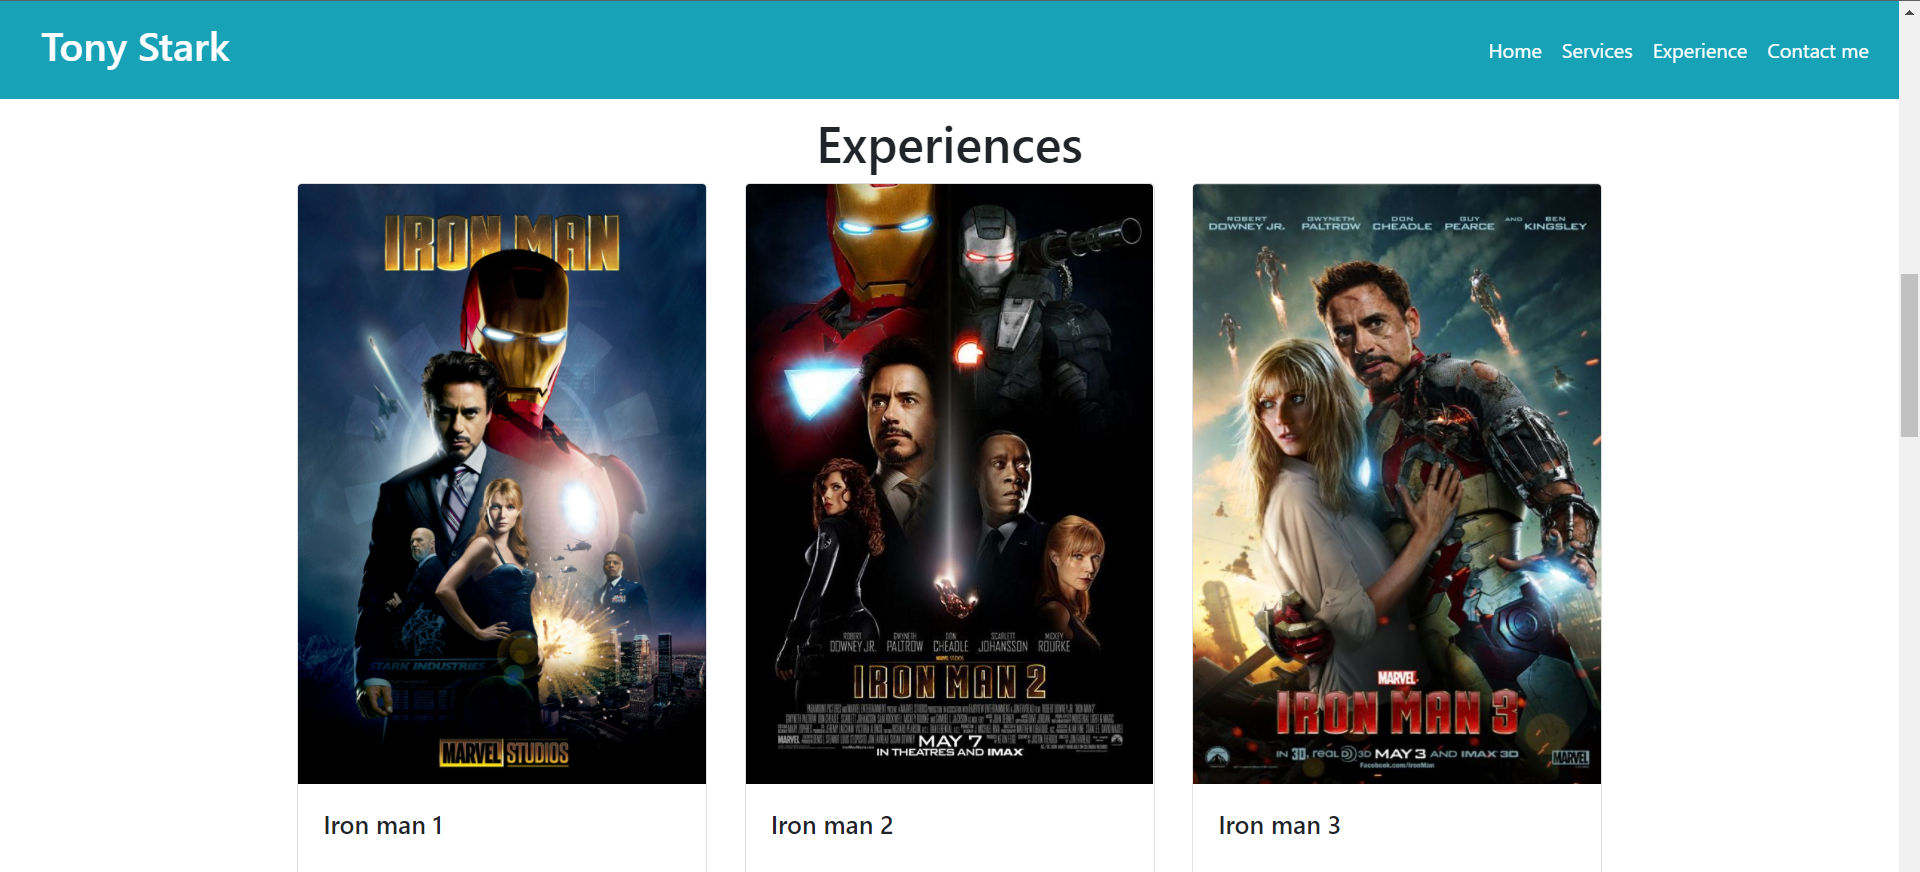 Tony Stark
Home Services Experience Contact me
Experiences
IRON MAN
STARK INDUSTRIES
MARVEL STUDIOS
ROBERT DOWNEY JR. GWYNETH PALTROW DON CHEADLE SCARLETT JOHANSSON MICKEY ROURKE
IRON MAN 2
MARVEL
MAY 7
IN THEATRES AND IMAX
ROBERT DOWNEY JR. GWYNETH PALTROW DON CHEADLE GUY PEARCE AND BEN KINGSLEY
MARVEL
IRON MAN 3
IN 3D, REAL D 3D MAY 3 AND IMAX 3D
Facebook.com/IronMan
MARVEL
Iron man 1
Iron man 2
Iron man 3